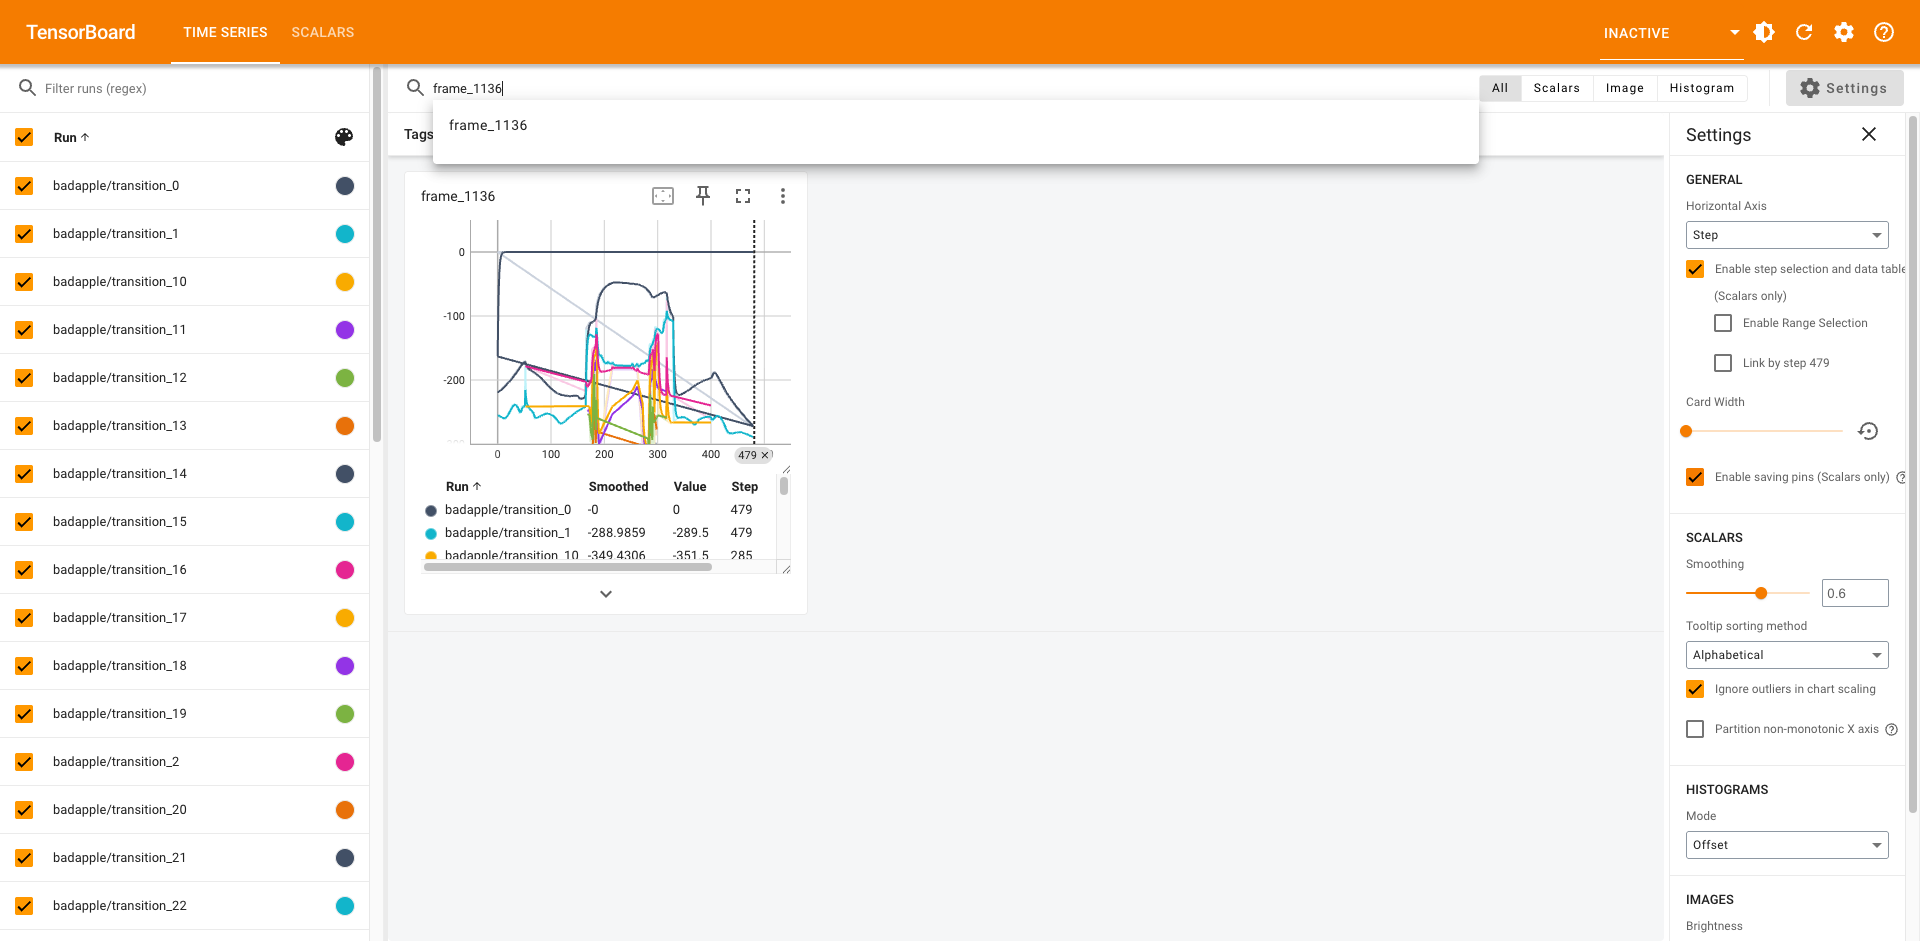 TensorBoard TIME SERIES SCALARS INACTIVE
Filter runs (regex)
Run
badapple/transition_0
badapple/transition_1
badapple/transition_10
badapple/transition_11
badapple/transition_12
badapple/transition_13
badapple/transition_14
badapple/transition_15
badapple/transition_16
badapple/transition_17
badapple/transition_18
badapple/transition_19
badapple/transition_2
badapple/transition_20
badapple/transition_21
badapple/transition_22
frame_1136
All Scalars Image Histogram
Settings
frame_1136
Tags
frame_1136
0
-100
-200
0 100 200 300 400 479
Run Smoothed Value Step
badapple/transition_0 -0 0 479
badapple/transition_1 -288.9859 -289.5 479
badapple/transition_10 -349.4306 -351.5 285
Settings
GENERAL
Horizontal Axis
Step
Enable step selection and data table
(Scalars only)
Enable Range Selection
Link by step 479
Card Width
Enable saving pins (Scalars only)
SCALARS
Smoothing
0.6
Tooltip sorting method
Alphabetical
Ignore outliers in chart scaling
Partition non-monotonic X axis
HISTOGRAMS
Mode
Offset
IMAGES
Brightness